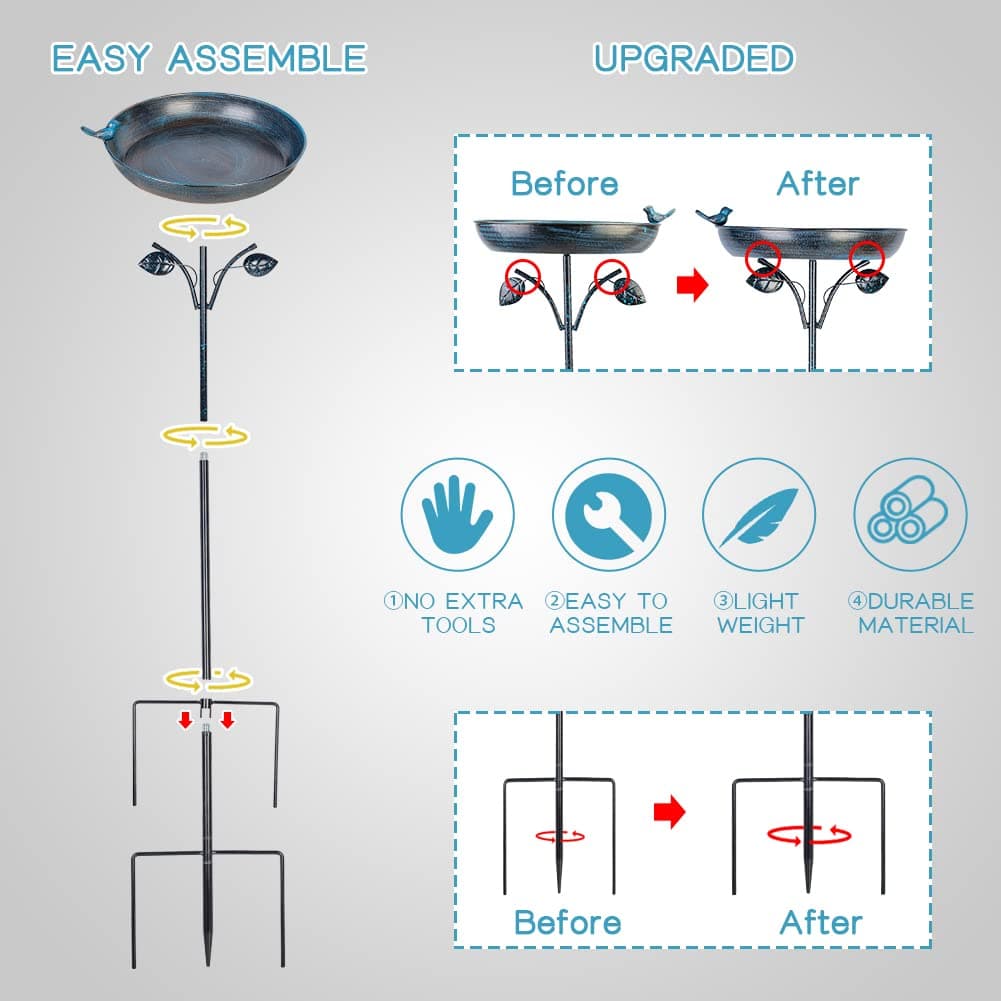 EASY ASSEMBLE
UPGRADED
Before
After
①NO EXTRA
TOOLS
②EASY TO
ASSEMBLE
③LIGHT
WEIGHT
④DURABLE
MATERIAL
Before
After